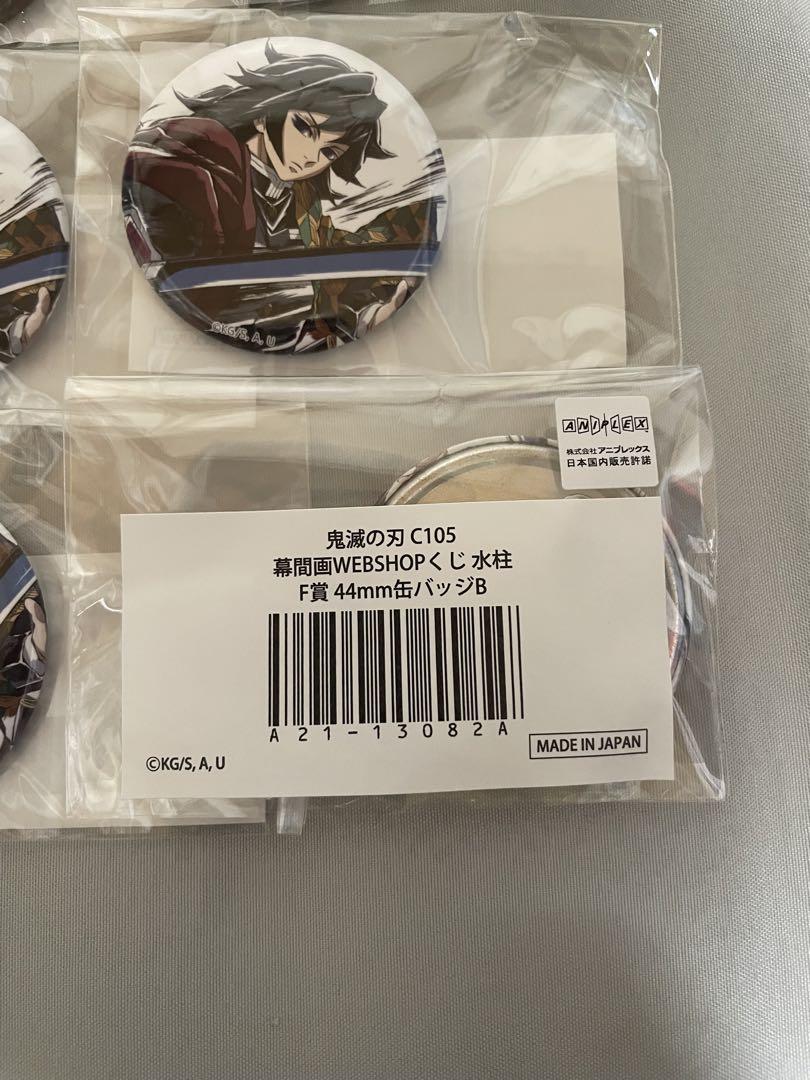 ©KG/S, A, U
ANIPLEX
株式会社アニプレックス
日本国内販売許諾
鬼滅の刃 C105
幕間画WEBSHOPくじ 水柱
F賞 44mm缶バッジB
A21-13082A
MADE IN JAPAN
©KG/S, A, U